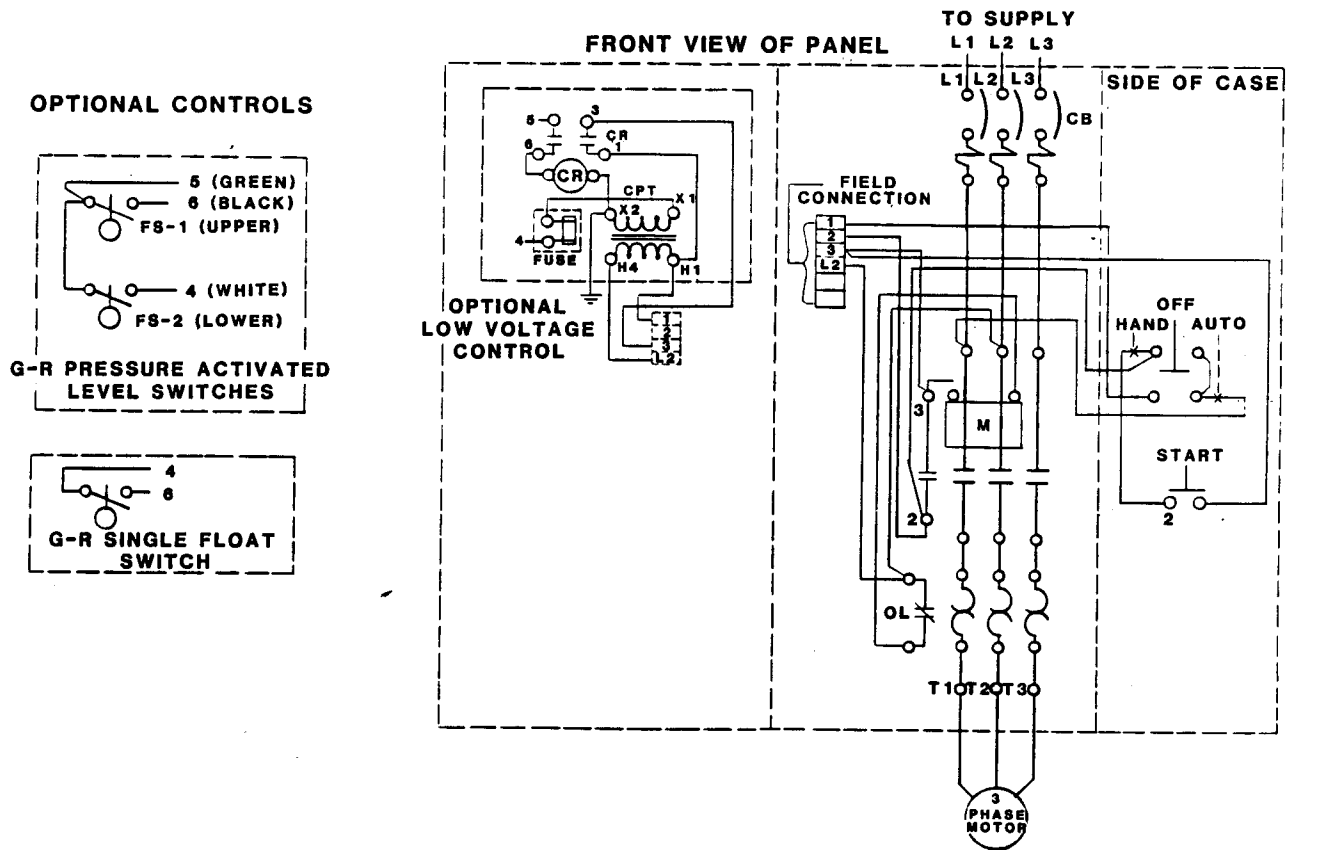 TO SUPPLY
L1 L2 L3
FRONT VIEW OF PANEL
L1 L2 L3
SIDE OF CASE
CB
OPTIONAL CONTROLS
5 (GREEN)
6 (BLACK)
FS-1 (UPPER)
4 (WHITE)
FS-2 (LOWER)
G-R PRESSURE ACTIVATED
LEVEL SWITCHES
4
6
G-R SINGLE FLOAT
SWITCH
5
3
CR
6
1
CR
CPT
X2
X1
4
FUSE
H4
H1
OPTIONAL
LOW VOLTAGE
CONTROL
1
2
3
L2
FIELD
CONNECTION
1
2
3
L2
OFF
HAND
AUTO
3
M
START
2
2
OL
T1
T2
T3
3
PHASE
MOTOR